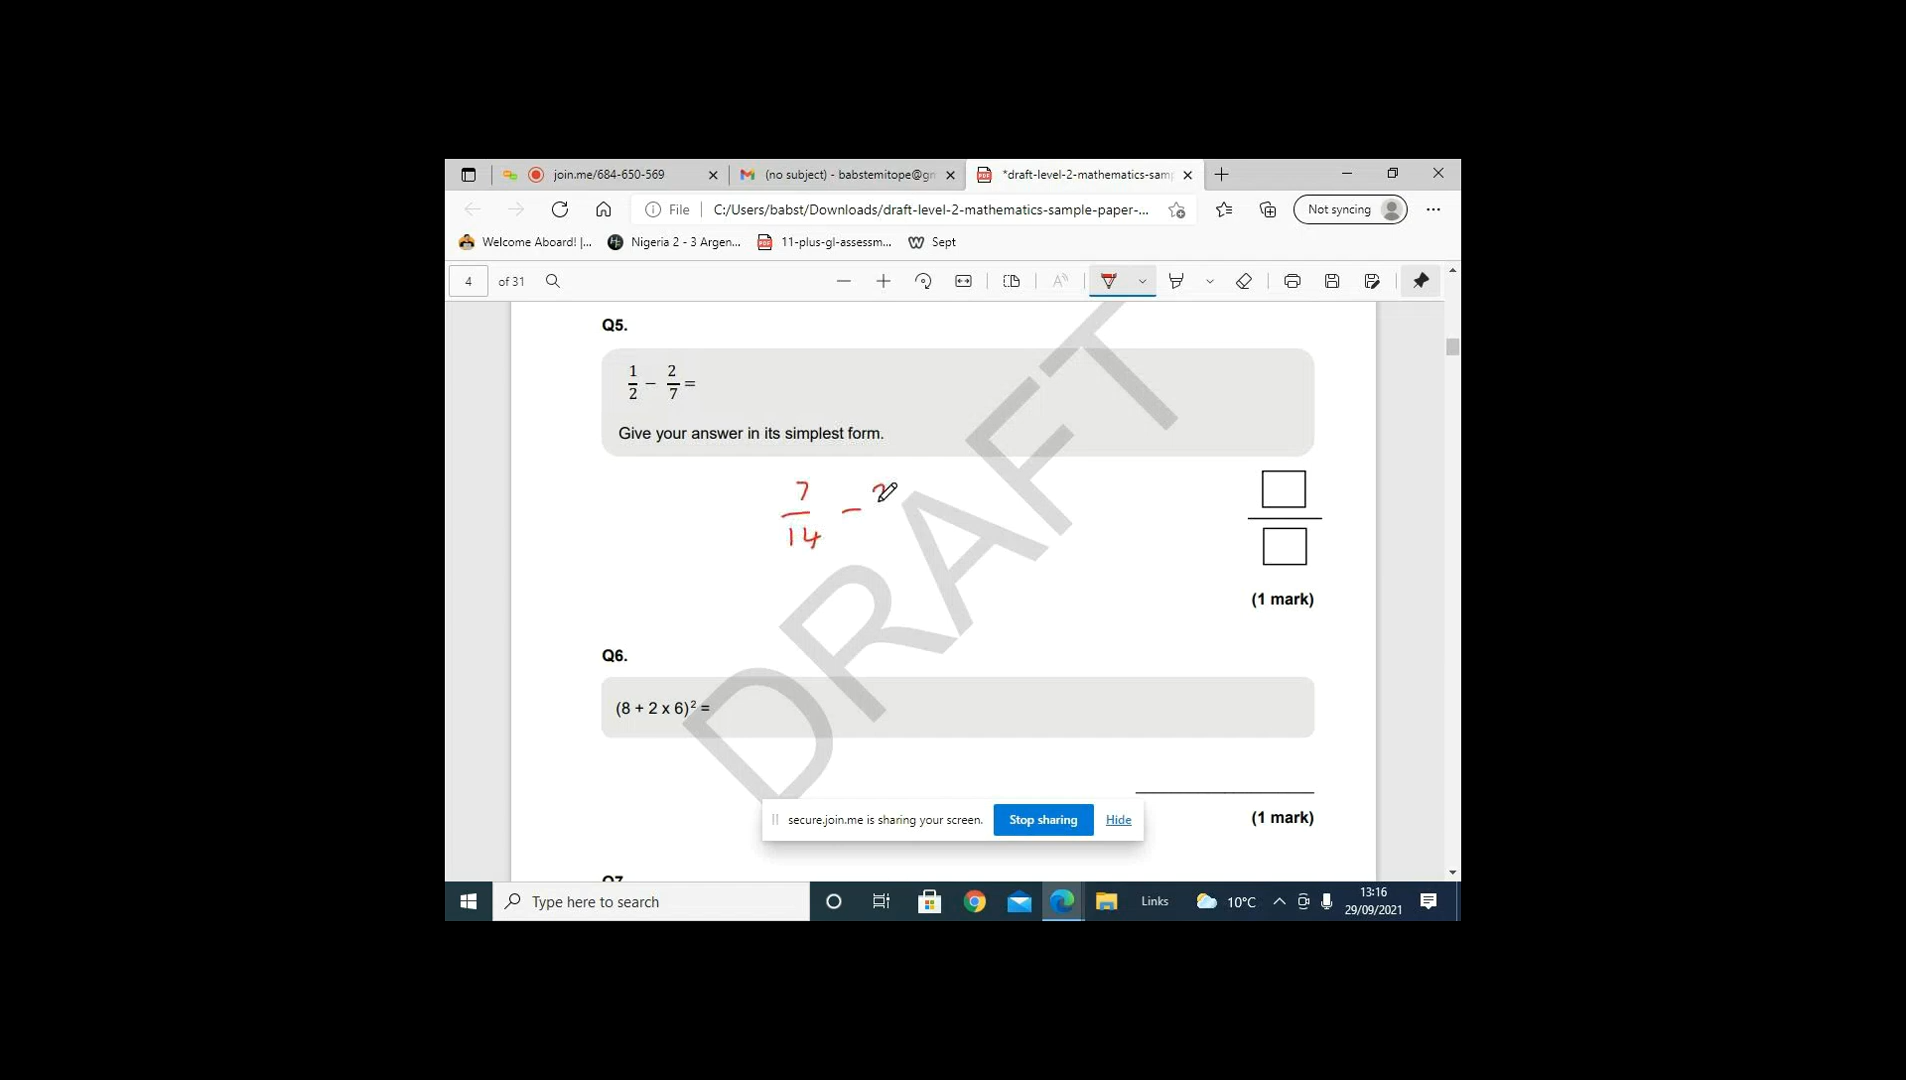 join.me/684-650-569
(no subject) - babstemitope@gm
*draft-level-2-mathematics-sam
File
C:/Users/babst/Downloads/draft-level-2-mathematics-sample-paper-...
Not syncing
Welcome Aboard! |...
Nigeria 2 - 3 Argen...
11-plus-gl-assessm...
Sept
4 of 31
Q5.
1/2 − 2/7 =
Give your answer in its simplest form.
7/14 −
(1 mark)
DRAFT
Q6.
(8 + 2 x 6)² =
(1 mark)
secure.join.me is sharing your screen.
Stop sharing
Hide
Type here to search
Links
10°C
13:16
29/09/2021